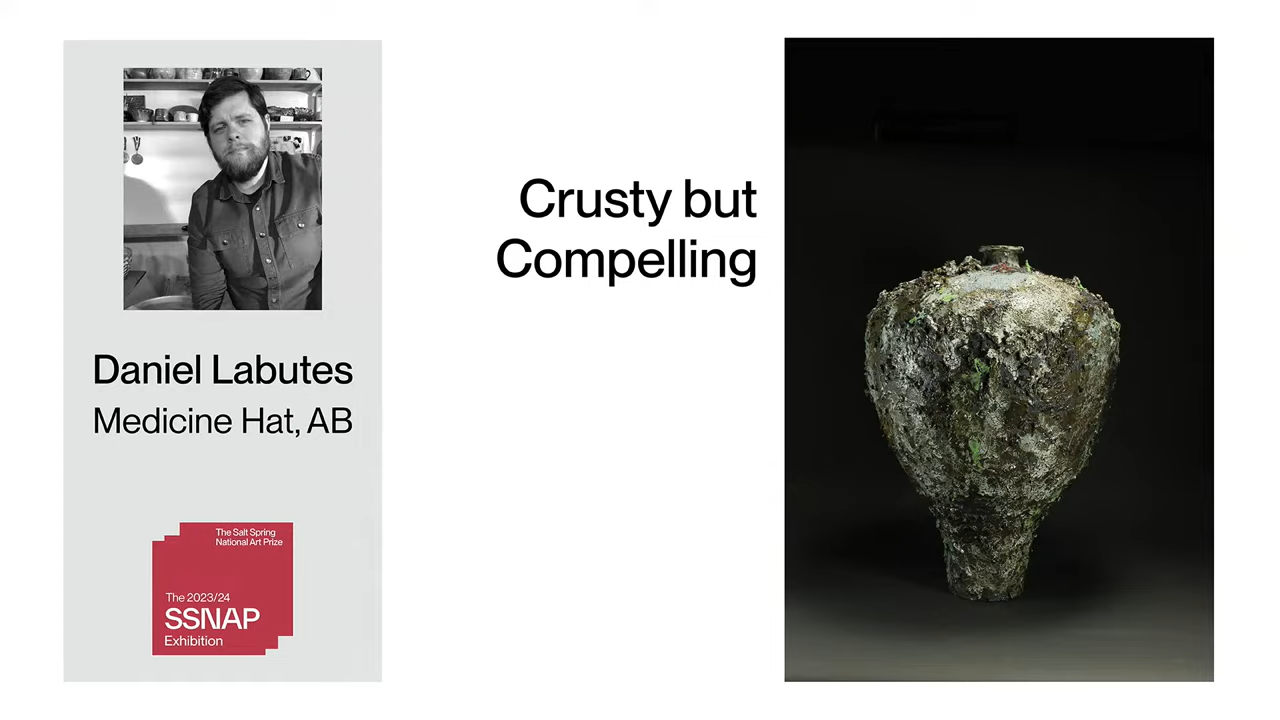 Daniel Labutes
Medicine Hat, AB
The Salt Spring
National Art Prize
The 2023/24
SSNAP
Exhibition
Crusty but
Compelling